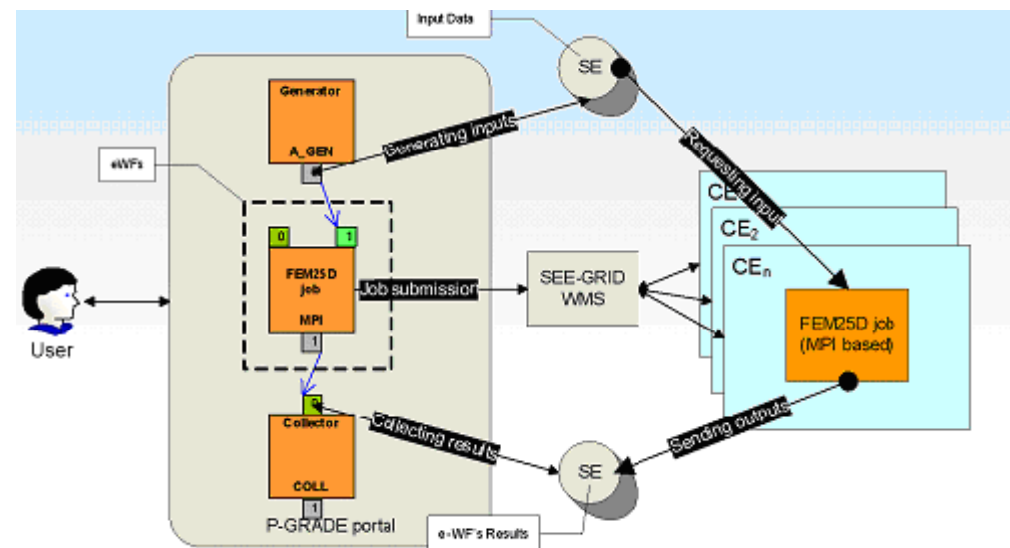 Input Data
SE
Generator
A_GEN
Generating inputs
eWFs
Requesting input
CE
CE2
CEn
0
1
FEM25D
job
MPI
1
Job submission
SEE-GRID
WMS
FEM25D job
(MPI based)
User
0
Collector
COLL
1
Collecting results
Sending outputs
SE
P-GRADE portal
e-WF's Results